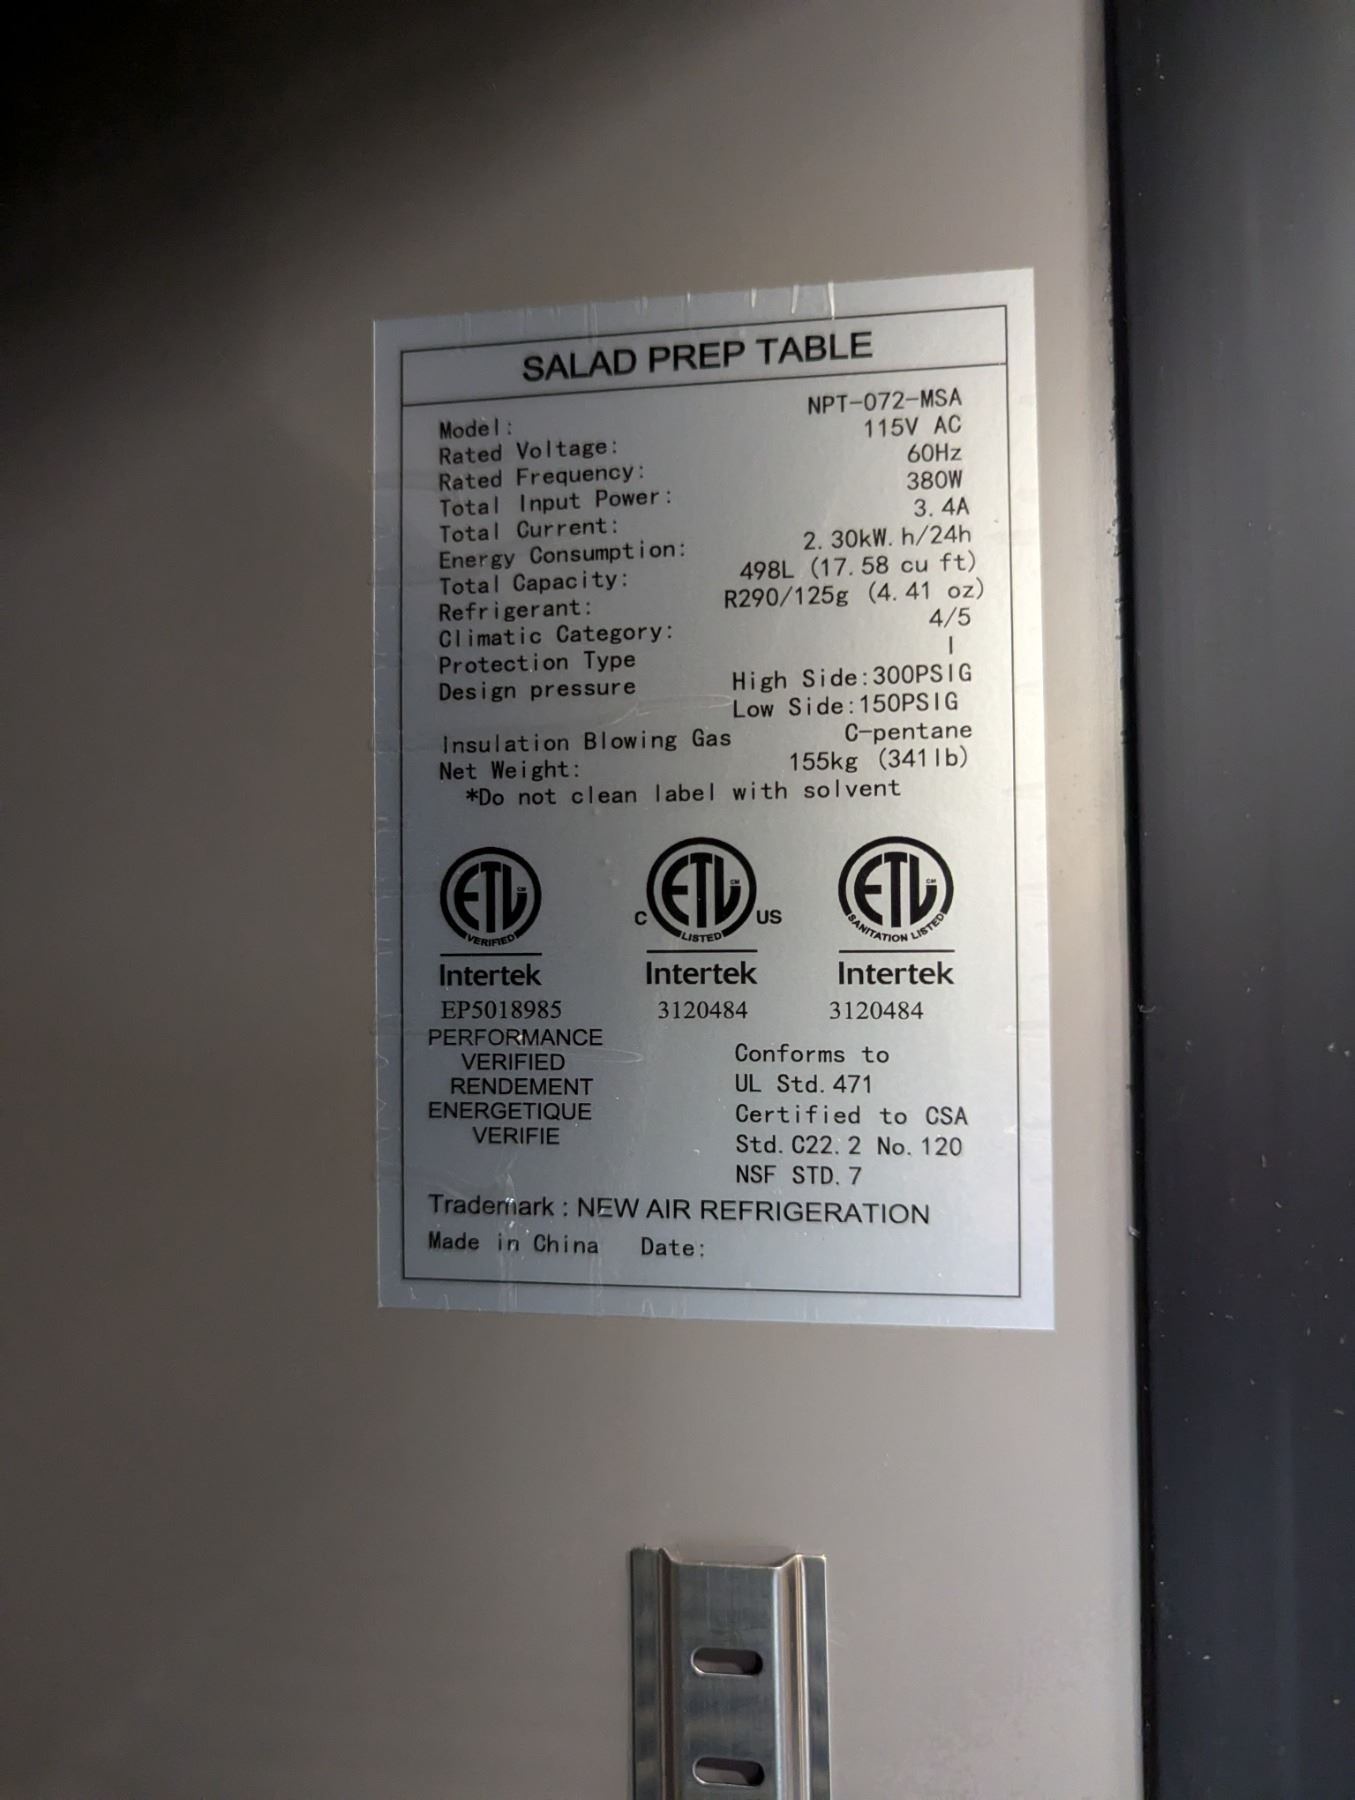 SALAD PREP TABLE
Model: NPT-072-MSA
Rated Voltage: 115V AC
Rated Frequency: 60Hz
Total Input Power: 380W
Total Current: 3.4A
Energy Consumption: 2.30kW.h/24h
Total Capacity: 498L (17.58 cu ft)
Refrigerant: R290/125g (4.41 oz)
Climatic Category: 4/5
Protection Type I
Design pressure High Side:300PSIG
Low Side:150PSIG
Insulation Blowing Gas C-pentane
Net Weight: 155kg (341lb)
*Do not clean label with solvent
ETL CM VERIFIED
Intertek
EP5018985
PERFORMANCE
VERIFIED
RENDEMENT
ENERGETIQUE
VERIFIE
C ETL CM LISTED US
Intertek
3120484
ETL CM SANITATION LISTED
Intertek
3120484
Conforms to
UL Std.471
Certified to CSA
Std.C22.2 No.120
NSF STD.7
Trademark : NEW AIR REFRIGERATION
Made in China Date: